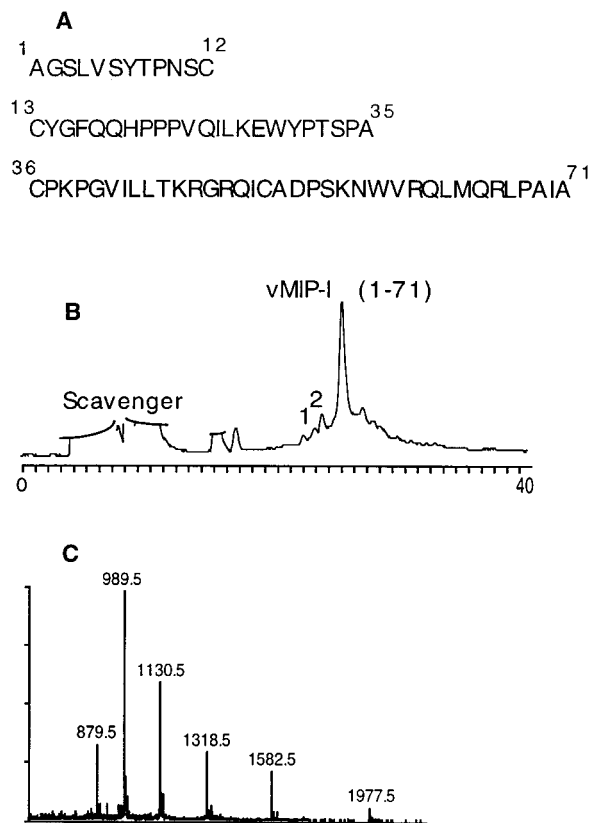 A
1 12
AGSLVSYTPNSC
13 35
CYGFQQHPPPVQILKEWYPTSPA
36 71
CPKPGVILLTKRGRQICADPSKNWVRQLMQRLPAIA
B
vMIP-I (1-71)
Scavenger
1 2
0 40
C
989.5
1130.5
879.5
1318.5
1582.5
1977.5